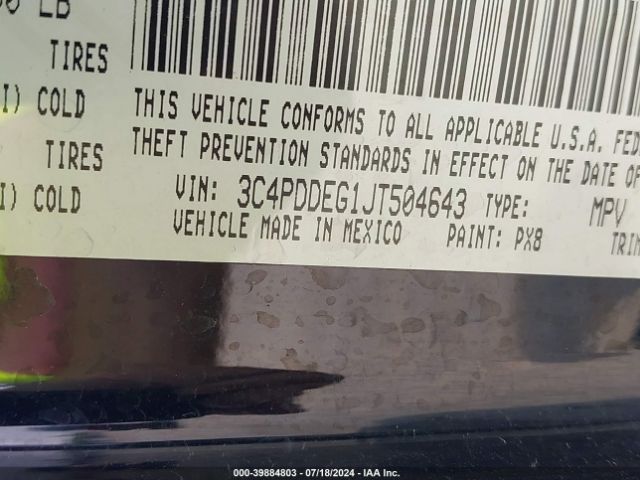 LB
TIRES
COLD
TIRES
COLD
THIS VEHICLE CONFORMS TO ALL APPLICABLE U.S.A.
THEFT PREVENTION STANDARDS IN EFFECT ON THE DATE OF
VIN: 3C4PDDEG1JT504643 TYPE: MPV
VEHICLE MADE IN MEXICO PAINT: PX8
000-39884803 - 07/18/2024 - IAA Inc.